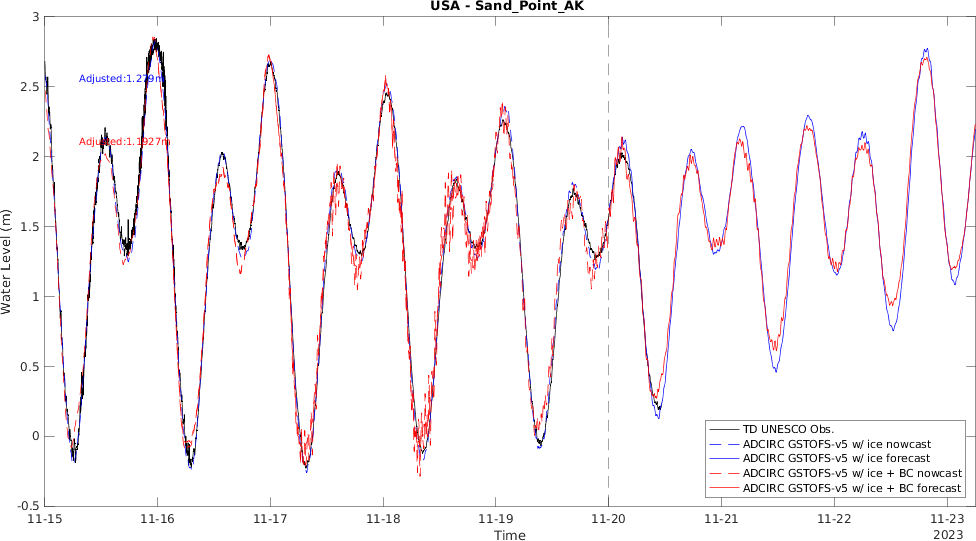 USA - Sand_Point_AK
3
2.5
2
1.5
1
0.5
0
-0.5
Water Level (m)
Adjusted:1.279m
Adjusted:1.1927m
TD UNESCO Obs.
ADCIRC GSTOFS-v5 w/ ice nowcast
ADCIRC GSTOFS-v5 w/ ice forecast
ADCIRC GSTOFS-v5 w/ ice + BC nowcast
ADCIRC GSTOFS-v5 w/ ice + BC forecast
11-15 11-16 11-17 11-18 11-19 11-20 11-21 11-22 11-23
Time
2023